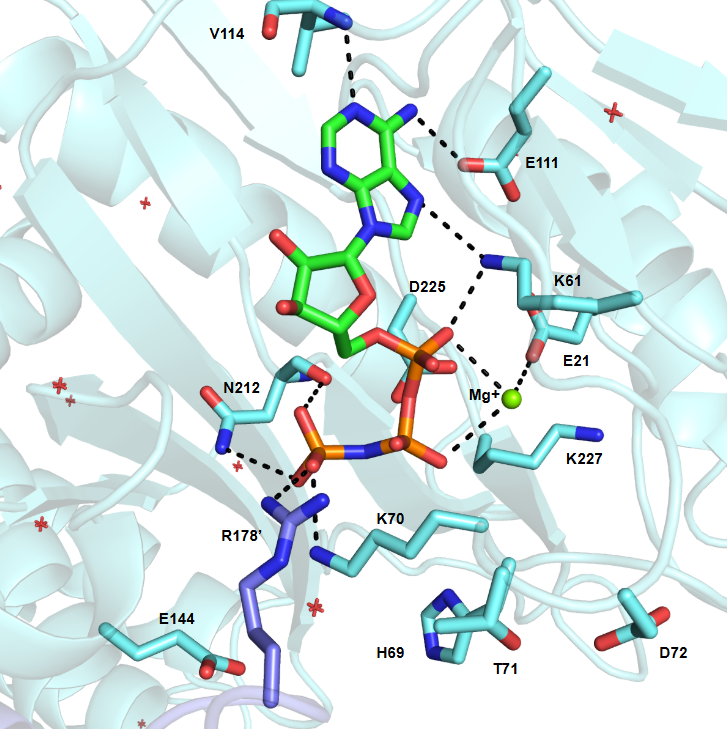 V114
E111
K61
D225
E21
Mg+
N212
K227
K70
R178’
E144
H69
T71
D72